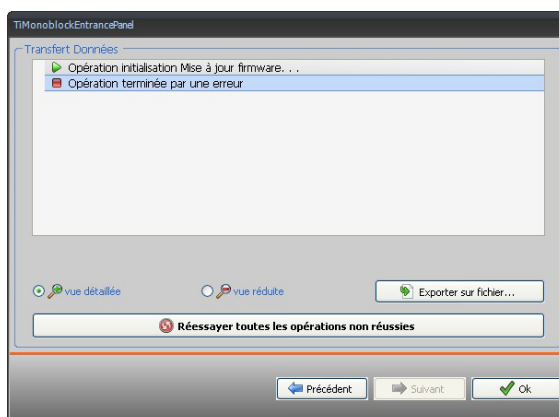 TiMonoblockEntrancePanel
Transfert Données
Opération initialisation Mise à jour firmware. . .
Opération terminée par une erreur
vue détaillée
vue réduite
Exporter sur fichier...
Réessayer toutes les opérations non réussies
Précédent
Suivant
Ok